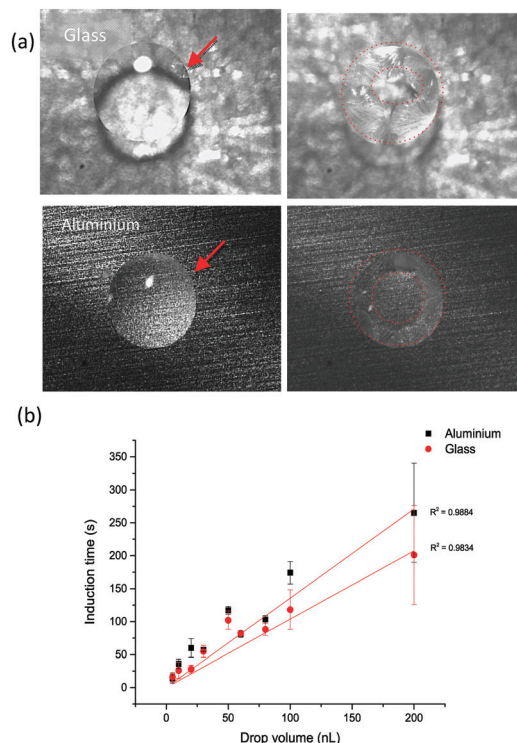 (a)
Glass
Aluminium
(b)
Aluminium
Glass
350
300
250
200
150
100
50
0
R² = 0.9884
R² = 0.9834
Induction time (s)
0
50
100
150
200
Drop volume (nL)